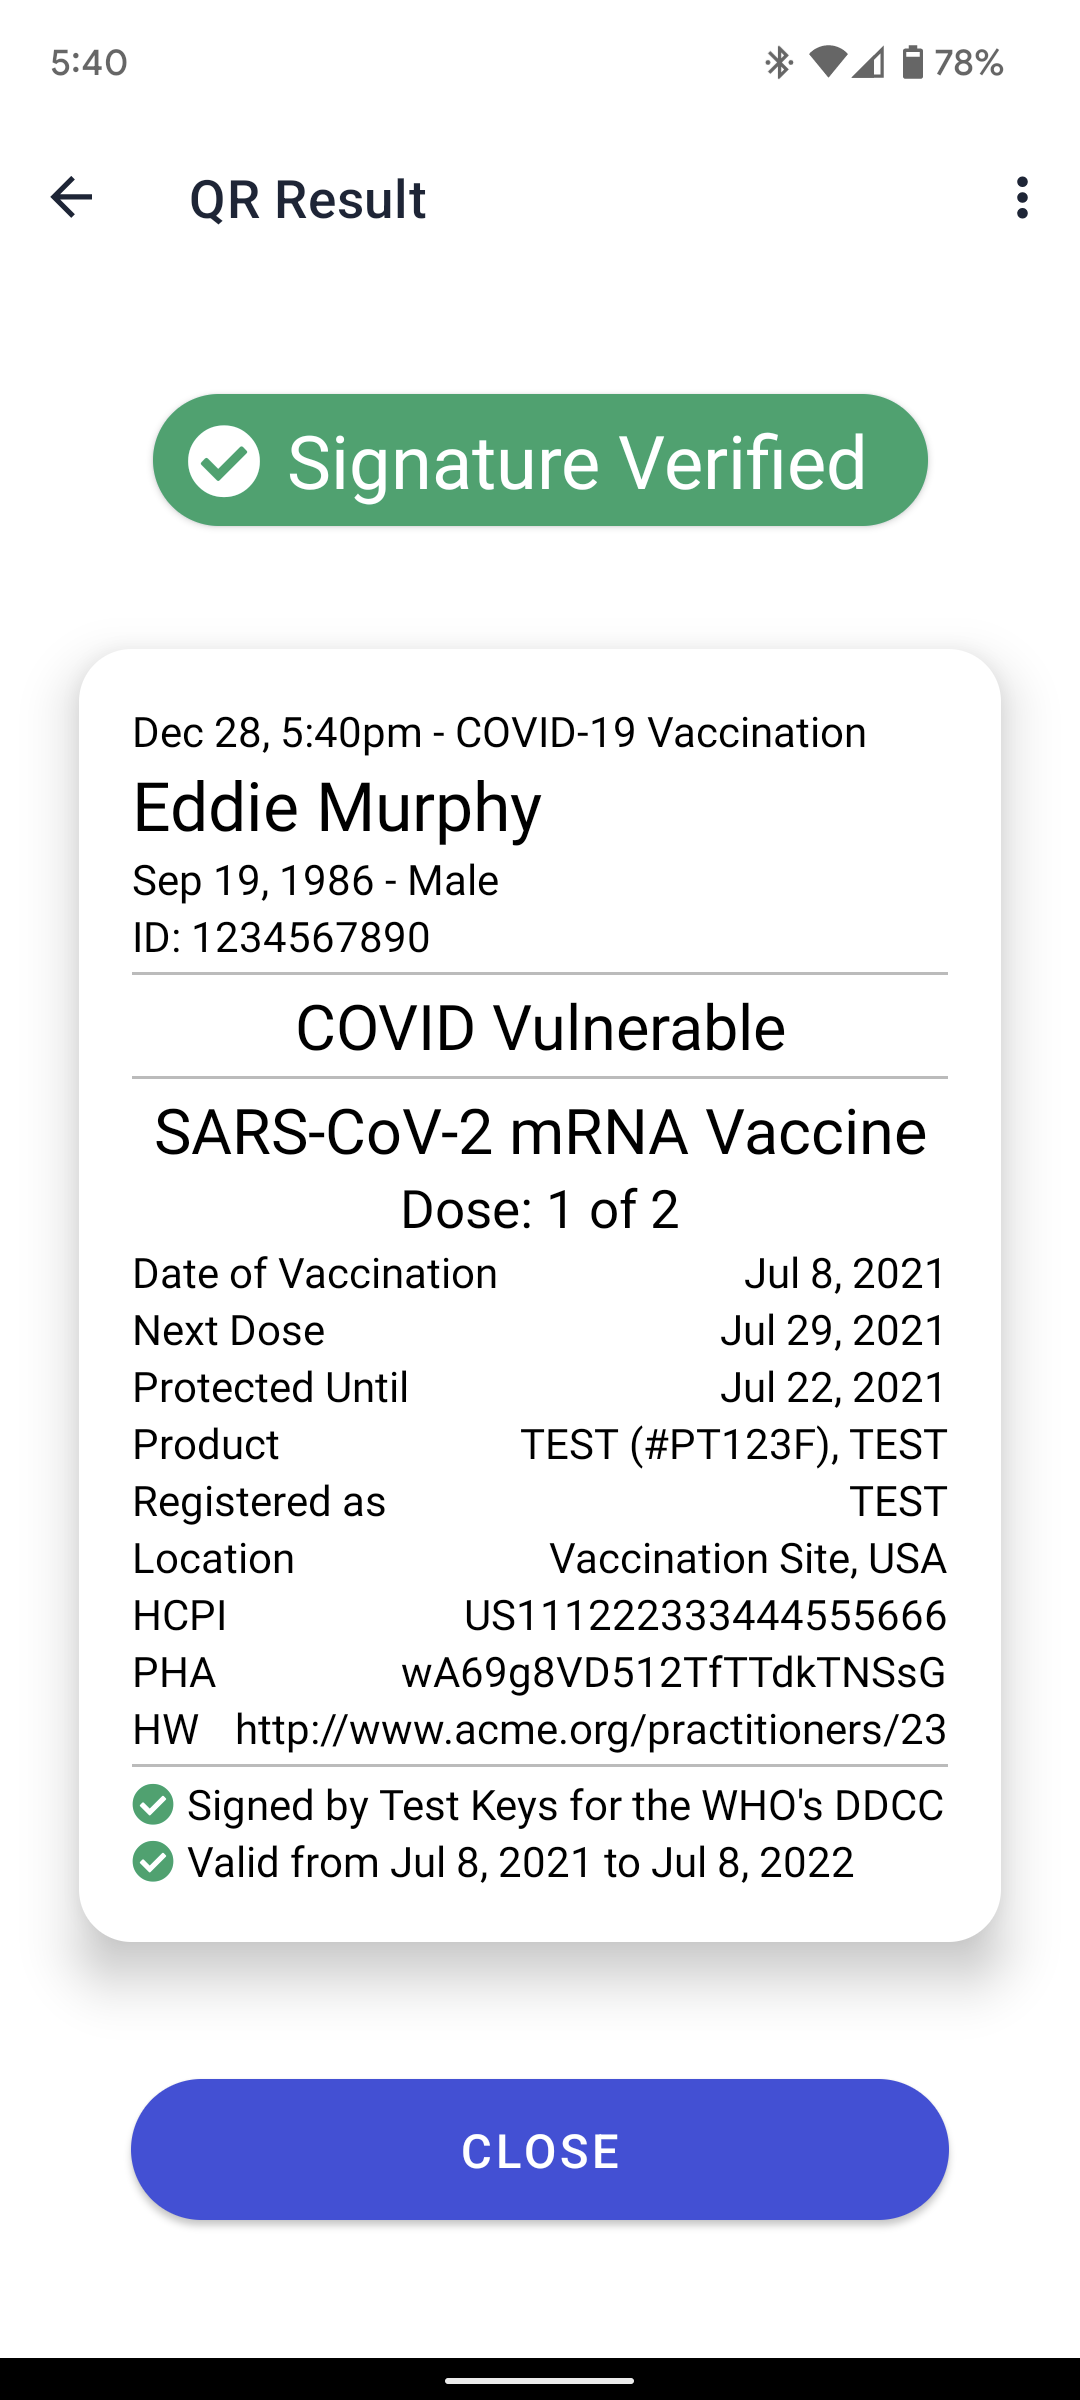 5:40 78%
QR Result
Signature Verified
Dec 28, 5:40pm - COVID-19 Vaccination
Eddie Murphy
Sep 19, 1986 - Male
ID: 1234567890
COVID Vulnerable
SARS-CoV-2 mRNA Vaccine
Dose: 1 of 2
Date of Vaccination Jul 8, 2021
Next Dose Jul 29, 2021
Protected Until Jul 22, 2021
Product TEST (#PT123F), TEST
Registered as TEST
Location Vaccination Site, USA
HCPI US111222333444555666
PHA wA69g8VD512TfTTdkTNSsG
HW http://www.acme.org/practitioners/23
Signed by Test Keys for the WHO's DDCC
Valid from Jul 8, 2021 to Jul 8, 2022
CLOSE